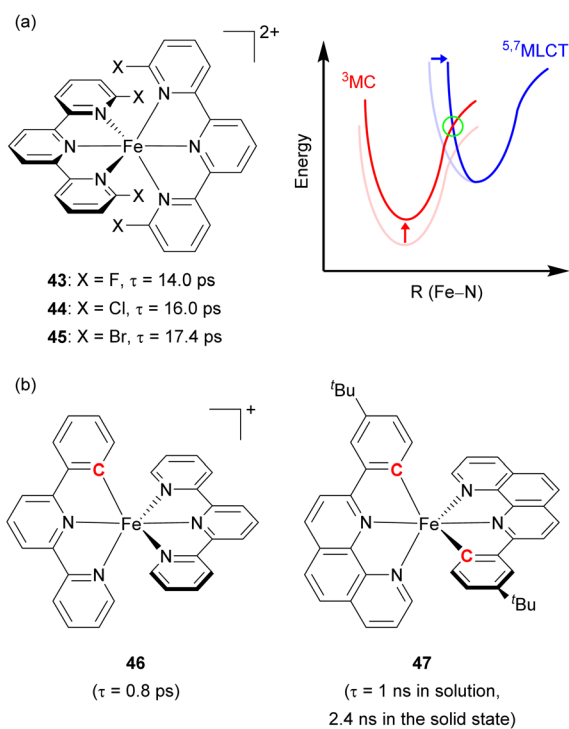 (a)
2+
X
X
N
N
N
Fe
N
N
N
X
X
43: X = F, τ = 14.0 ps
44: X = Cl, τ = 16.0 ps
45: X = Br, τ = 17.4 ps
5,7MLCT
3MC
Energy
R (Fe–N)
(b)
+
C
N
N
Fe
N
N
N
46
(τ = 0.8 ps)
tBu
C
N
N
Fe
N
N
C
tBu
47
(τ = 1 ns in solution,
2.4 ns in the solid state)